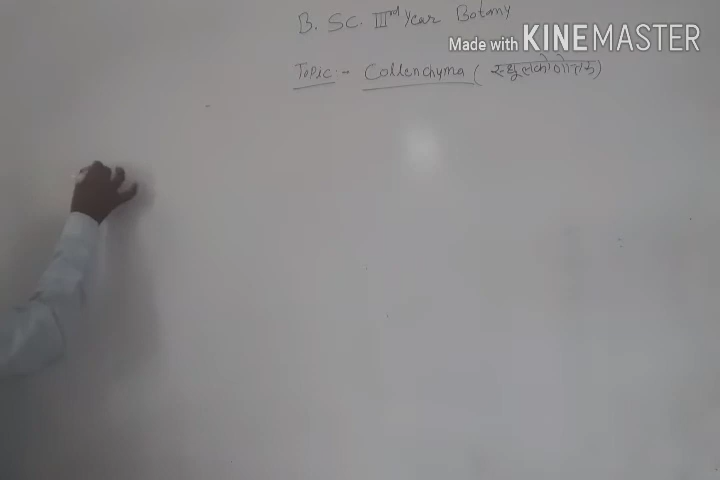 B. SC. IIIrd Year Botany
Made with KINEMASTER
Topic :- Collenchyma ( स्थूलकोणोतक)